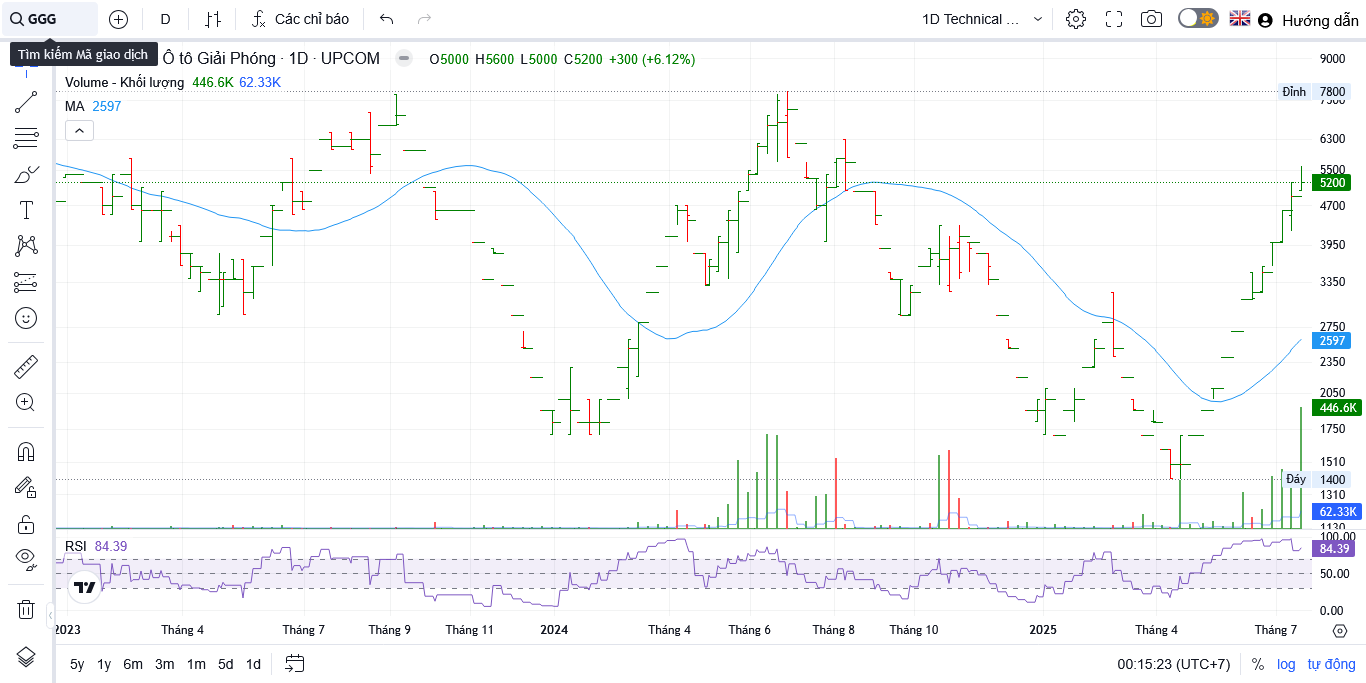 GGG
D
Các chỉ báo
1D Technical ...
Hướng dẫn
Tìm kiếm Mã giao dịch
Ô tô Giải Phóng · 1D · UPCOM
O5000 H5600 L5000 C5200 +300 (+6.12%)
Volume - Khối lượng 446.6K 62.33K
MA 2597
9000
Đỉnh 7800
7300
6300
5500
5200
4700
3950
3350
2750
2597
2350
2050
446.6K
1750
1510
Đáy 1400
1310
62.33K
1130
RSI 84.39
100.00
84.39
50.00
0.00
2023 Tháng 4 Tháng 7 Tháng 9 Tháng 11 2024 Tháng 4 Tháng 6 Tháng 8 Tháng 10 2025 Tháng 4 Tháng 7
5y 1y 6m 3m 1m 5d 1d
00:15:23 (UTC+7) % log tự động